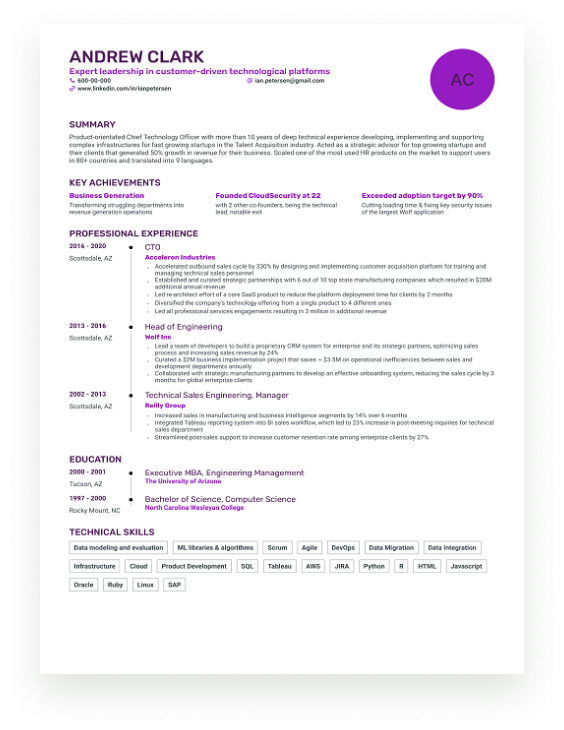 ANDREW CLARK
Expert leadership in customer-driven technological platforms
600-00-000
ian.petersen@gmail.com
www.linkedin.com/in/ianpetersen
AC
SUMMARY
Product-orientated Chief Technology Officer with more than 10 years of deep technical experience developing, implementing and supporting
complex infrastructures for fast growing startups in the Talent Acquisition industry. Acted as a strategic advisor for top growing startups and
their clients that generated 50% growth in revenue for their business. Scaled one of the most used HR products on the market to support users
in 80+ countries and translated into 9 languages.
KEY ACHIEVEMENTS
Business Generation
Transforming struggling departments into
revenue generation operations
Founded CloudSecurity at 22
with 2 other co-founders, being the technical
lead; notable exit
Exceeded adoption target by 90%
Cutting loading time & fixing key security issues
of the largest Wolf application
PROFESSIONAL EXPERIENCE
2016 - 2020
Scottsdale, AZ
CTO
Acceleron Industries
Accelerated outbound sales cycle by 330% by designing and implementing customer acquisition platform for training and
managing technical sales personnel
Established and curated strategic partnerships with 6 out of 10 top state manufacturing companies which resulted in $20M
additional annual revenue
Led re-architect effort of a core SaaS product to reduce the platform deployment time for clients by 2 months
Diversified the company's technology offering from a single product to 4 different ones
Led all professional services engagements resulting in 3 million in additional revenue
2013 - 2016
Scottsdale, AZ
Head of Engineering
Wolf Inc
Lead a team of developers to build a proprietary CRM system for enterprise and its strategic partners, optimizing sales
process and increasing sales revenue by 24%
Curated a $2M business implementation project that saves ~ $3.5M on operational inefficiencies between sales and
development departments annually
Collaborated with strategic manufacturing partners to develop an effective onboarding system, reducing the sales cycle by 3
months for global enterprise clients
2002 - 2013
Scottsdale, AZ
Technical Sales Engineering, Manager
Reilly Group
Increased sales in manufacturing and business intelligence segments by 14% over 6 months
Integrated Tableau reporting system into BI sales workflow, which led to 23% increase in post-meeting inquiries for technical
sales department
Streamlined post-sales support to increase customer retention rate among enterprise clients by 27%
EDUCATION
2000 - 2001
Tucson, AZ
Executive MBA, Engineering Management
The University of Arizona
1997 - 2000
Rocky Mount, NC
Bachelor of Science, Computer Science
North Carolina Wesleyan College
TECHNICAL SKILLS
Data modeling and evaluation ML libraries & algorithms Scrum Agile DevOps Data Migration Data Integration
Infrastructure Cloud Product Development SQL Tableau AWS JIRA Python R HTML Javascript
Oracle Ruby Linux SAP